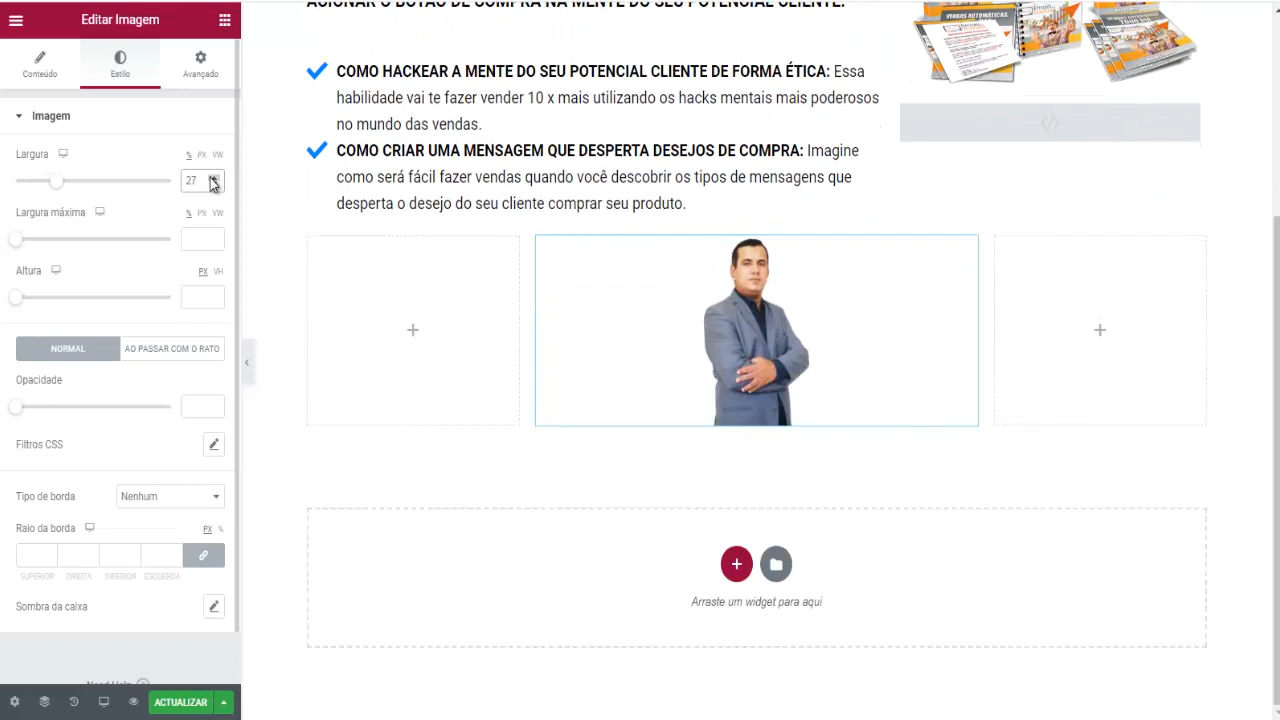 Editar Imagem
Conteúdo
Estilo
Avançado
Imagem
Largura
% PX VW
27
Largura máxima
% PX VW
Altura
PX VH
NORMAL
AO PASSAR COM O RATO
Opacidade
Filtros CSS
Tipo de borda
Nenhum
Raio da borda
PX %
SUPERIOR DIREITA INFERIOR ESQUERDA
Sombra da caixa
Need Help
ACTUALIZAR
ACIONAR O BOTÃO DE COMPRA NA MENTE DO SEU POTENCIAL CLIENTE.
VENDAS AUTOMÁTICAS
COMO HACKEAR A MENTE DO SEU POTENCIAL CLIENTE DE FORMA ÉTICA: Essa
habilidade vai te fazer vender 10 x mais utilizando os hacks mentais mais poderosos
no mundo das vendas.
COMO CRIAR UMA MENSAGEM QUE DESPERTA DESEJOS DE COMPRA: Imagine
como será fácil fazer vendas quando você descobrir os tipos de mensagens que
desperta o desejo do seu cliente comprar seu produto.
Arraste um widget para aqui